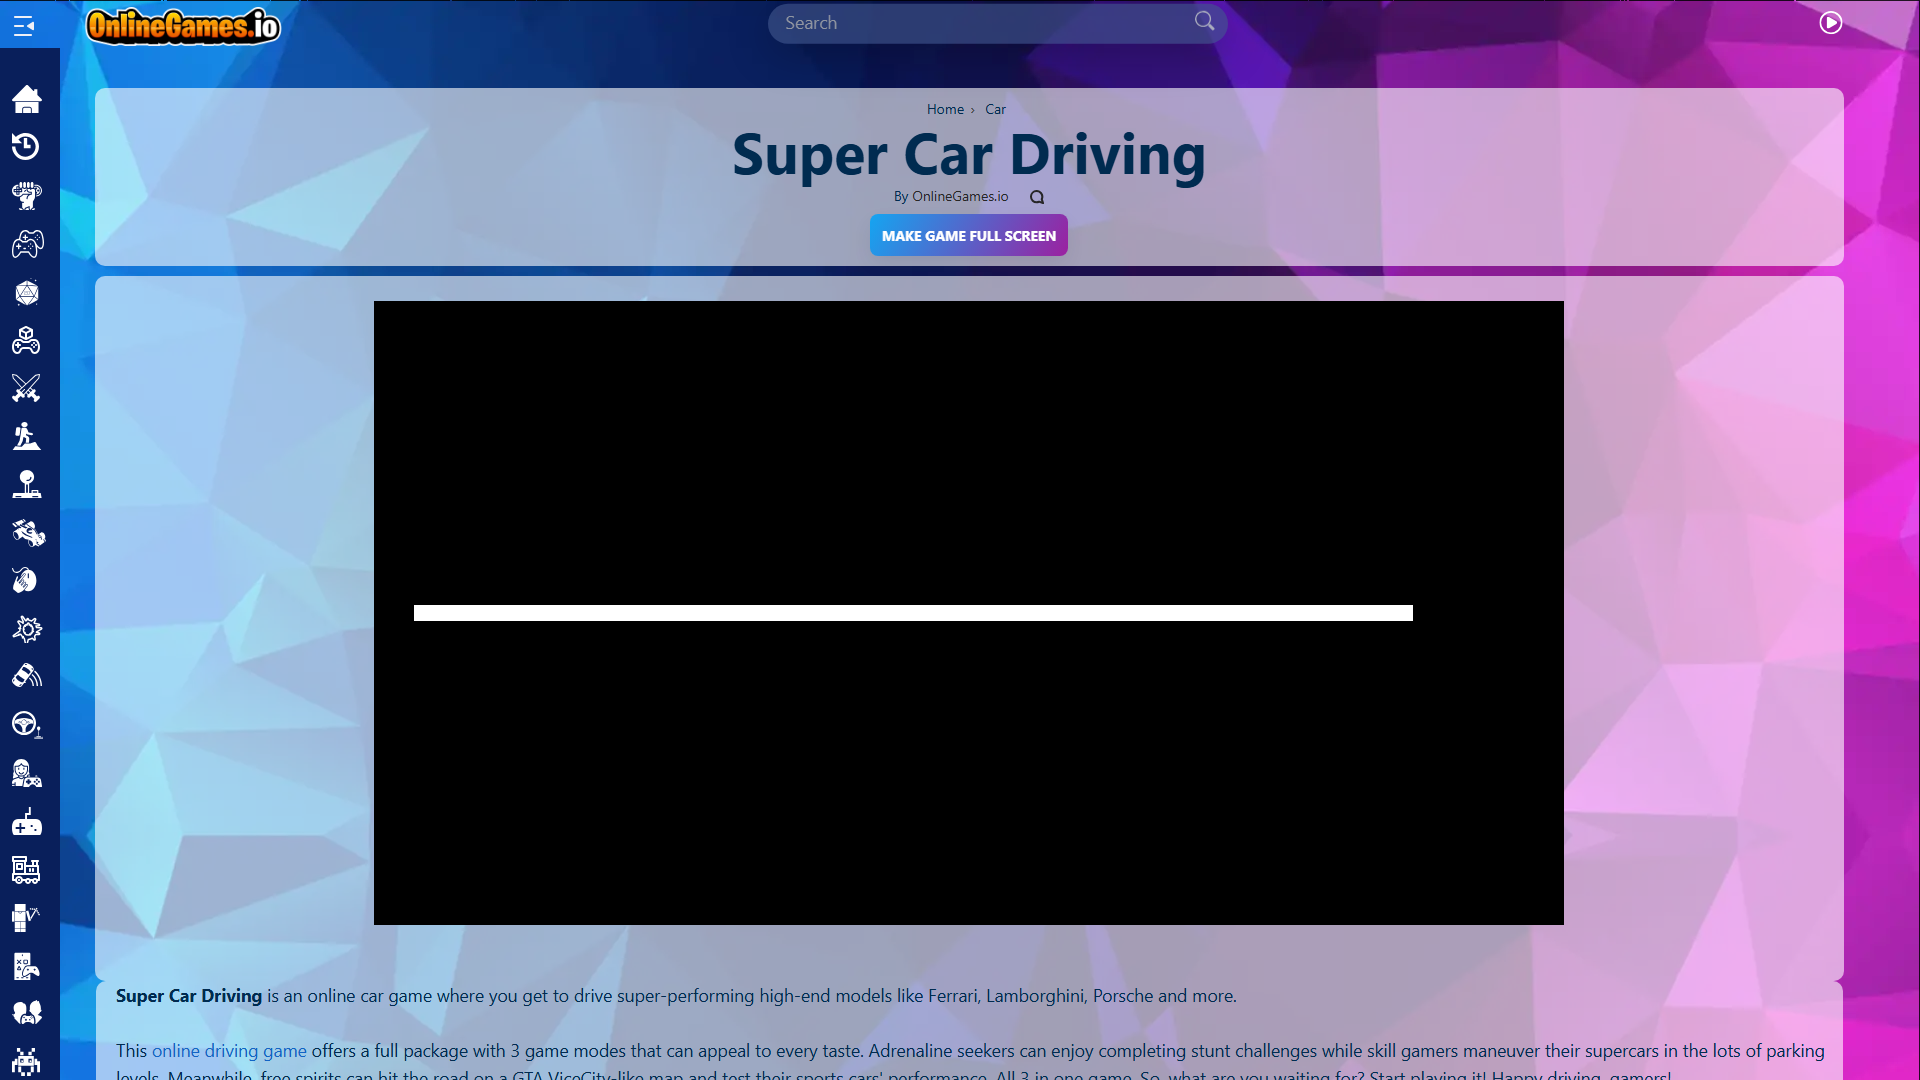 OnlineGames.io
Search
Home › Car
Super Car Driving
By OnlineGames.io
MAKE GAME FULL SCREEN
Super Car Driving is an online car game where you get to drive super-performing high-end models like Ferrari, Lamborghini, Porsche and more.
This online driving game offers a full package with 3 game modes that can appeal to every taste. Adrenaline seekers can enjoy completing stunt challenges while skill gamers maneuver their supercars in the lots of parking
levels. Meanwhile, free spirits can hit the road on a GTA ViceCity-like map and test their sports cars' performance. All 3 in one game. So, what are you waiting for? Start playing it! Happy driving, gamers!